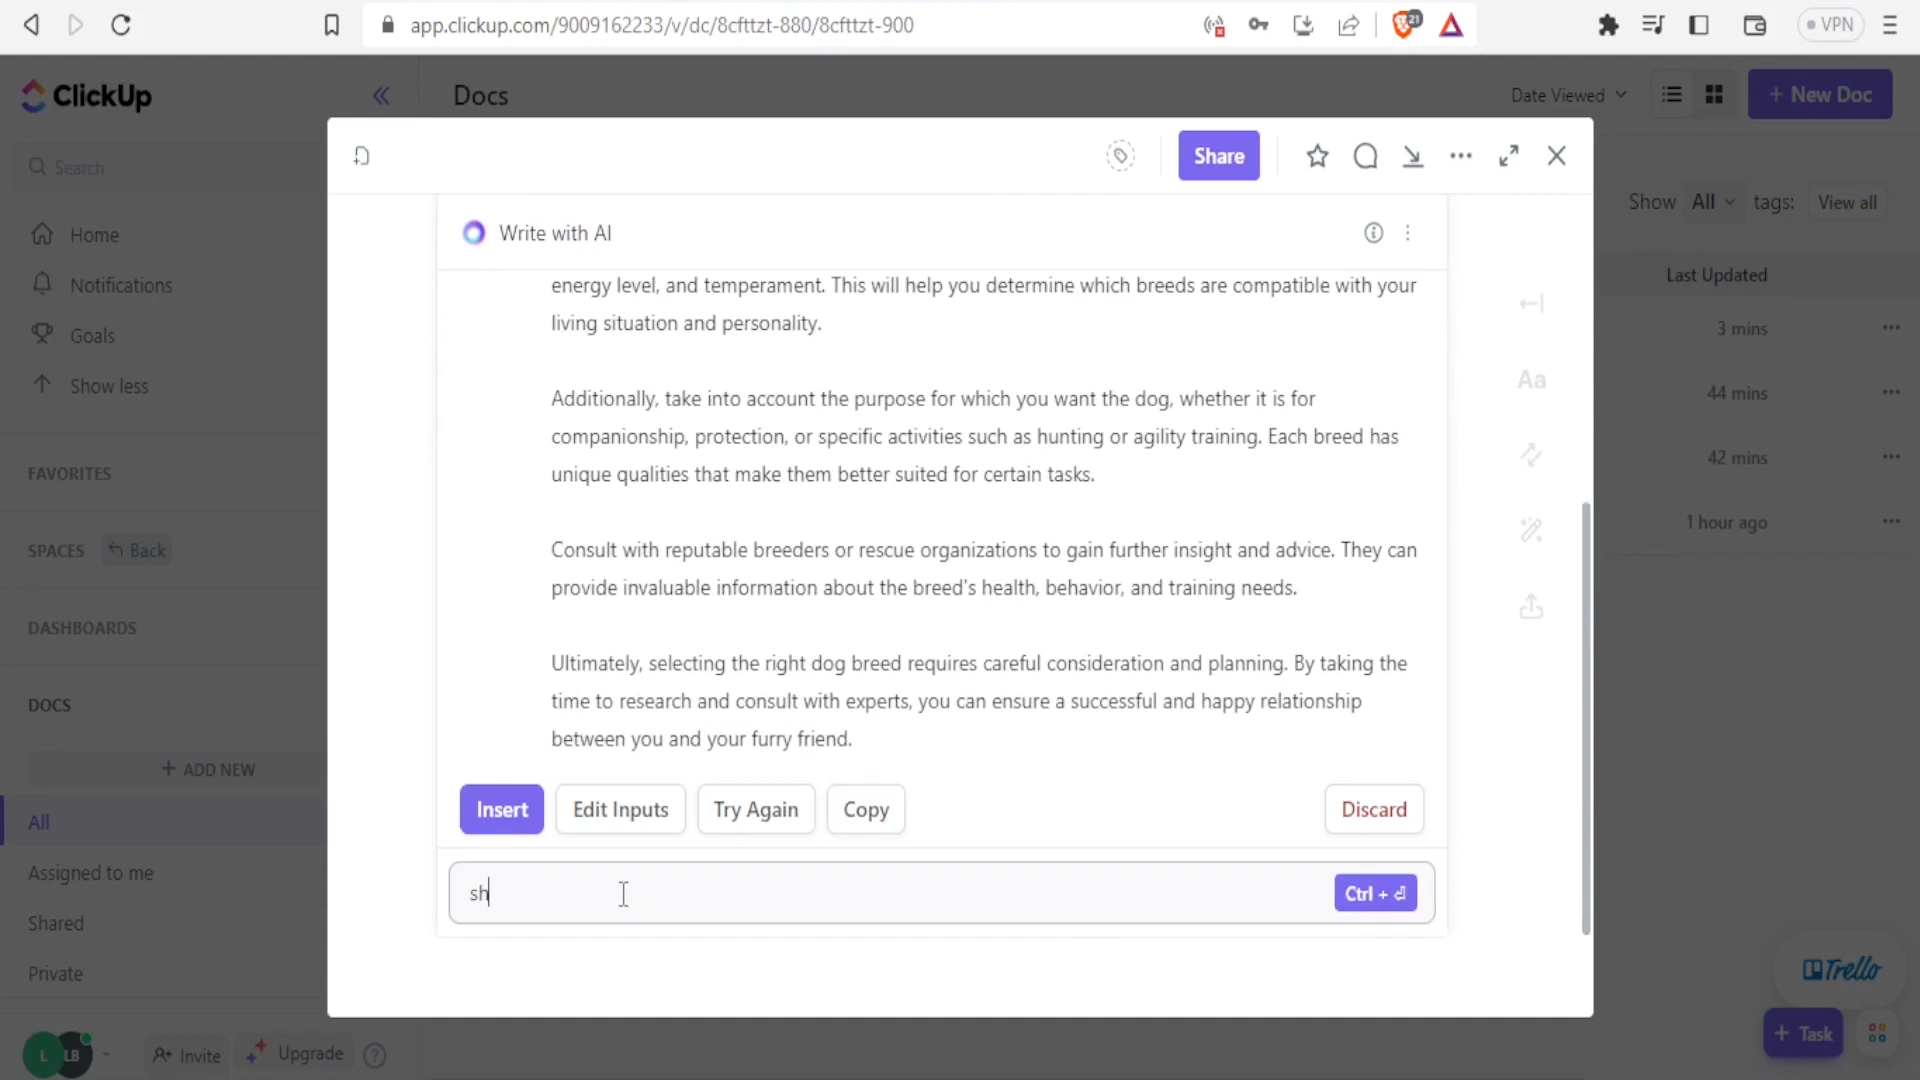 app.clickup.com/9009162233/v/dc/8cfttzt-880/8cfttzt-900
21
VPN
ClickUp
Docs
Date Viewed
+ New Doc
Search
Share
Show All tags: View all
Write with AI
Home
Notifications
Goals
Show less
Last Updated
3 mins
44 mins
42 mins
1 hour ago
energy level, and temperament. This will help you determine which breeds are compatible with your
living situation and personality.
Additionally, take into account the purpose for which you want the dog, whether it is for
companionship, protection, or specific activities such as hunting or agility training. Each breed has
unique qualities that make them better suited for certain tasks.
Consult with reputable breeders or rescue organizations to gain further insight and advice. They can
provide invaluable information about the breed's health, behavior, and training needs.
Ultimately, selecting the right dog breed requires careful consideration and planning. By taking the
time to research and consult with experts, you can ensure a successful and happy relationship
between you and your furry friend.
Aa
FAVORITES
SPACES Back
DASHBOARDS
DOCS
+ ADD NEW
All
Assigned to me
Shared
Private
Insert
Edit Inputs
Try Again
Copy
Discard
sh
Ctrl + ⏎
Trello
+ Task
L
LB
Invite
Upgrade
?